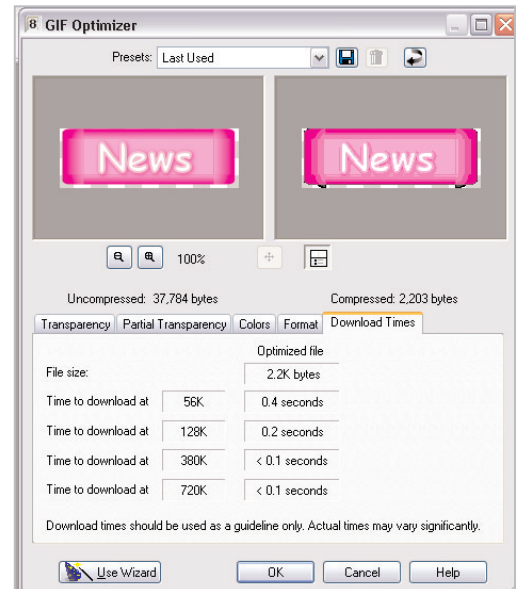 8 GIF Optimizer
Presets: Last Used
News News
100%
Uncompressed: 37,784 bytes Compressed: 2,203 bytes
Transparency Partial Transparency Colors Format Download Times
Optimized file
File size: 2.2K bytes
Time to download at 56K 0.4 seconds
Time to download at 128K 0.2 seconds
Time to download at 380K < 0.1 seconds
Time to download at 720K < 0.1 seconds
Download times should be used as a guideline only. Actual times may vary significantly.
Use Wizard OK Cancel Help